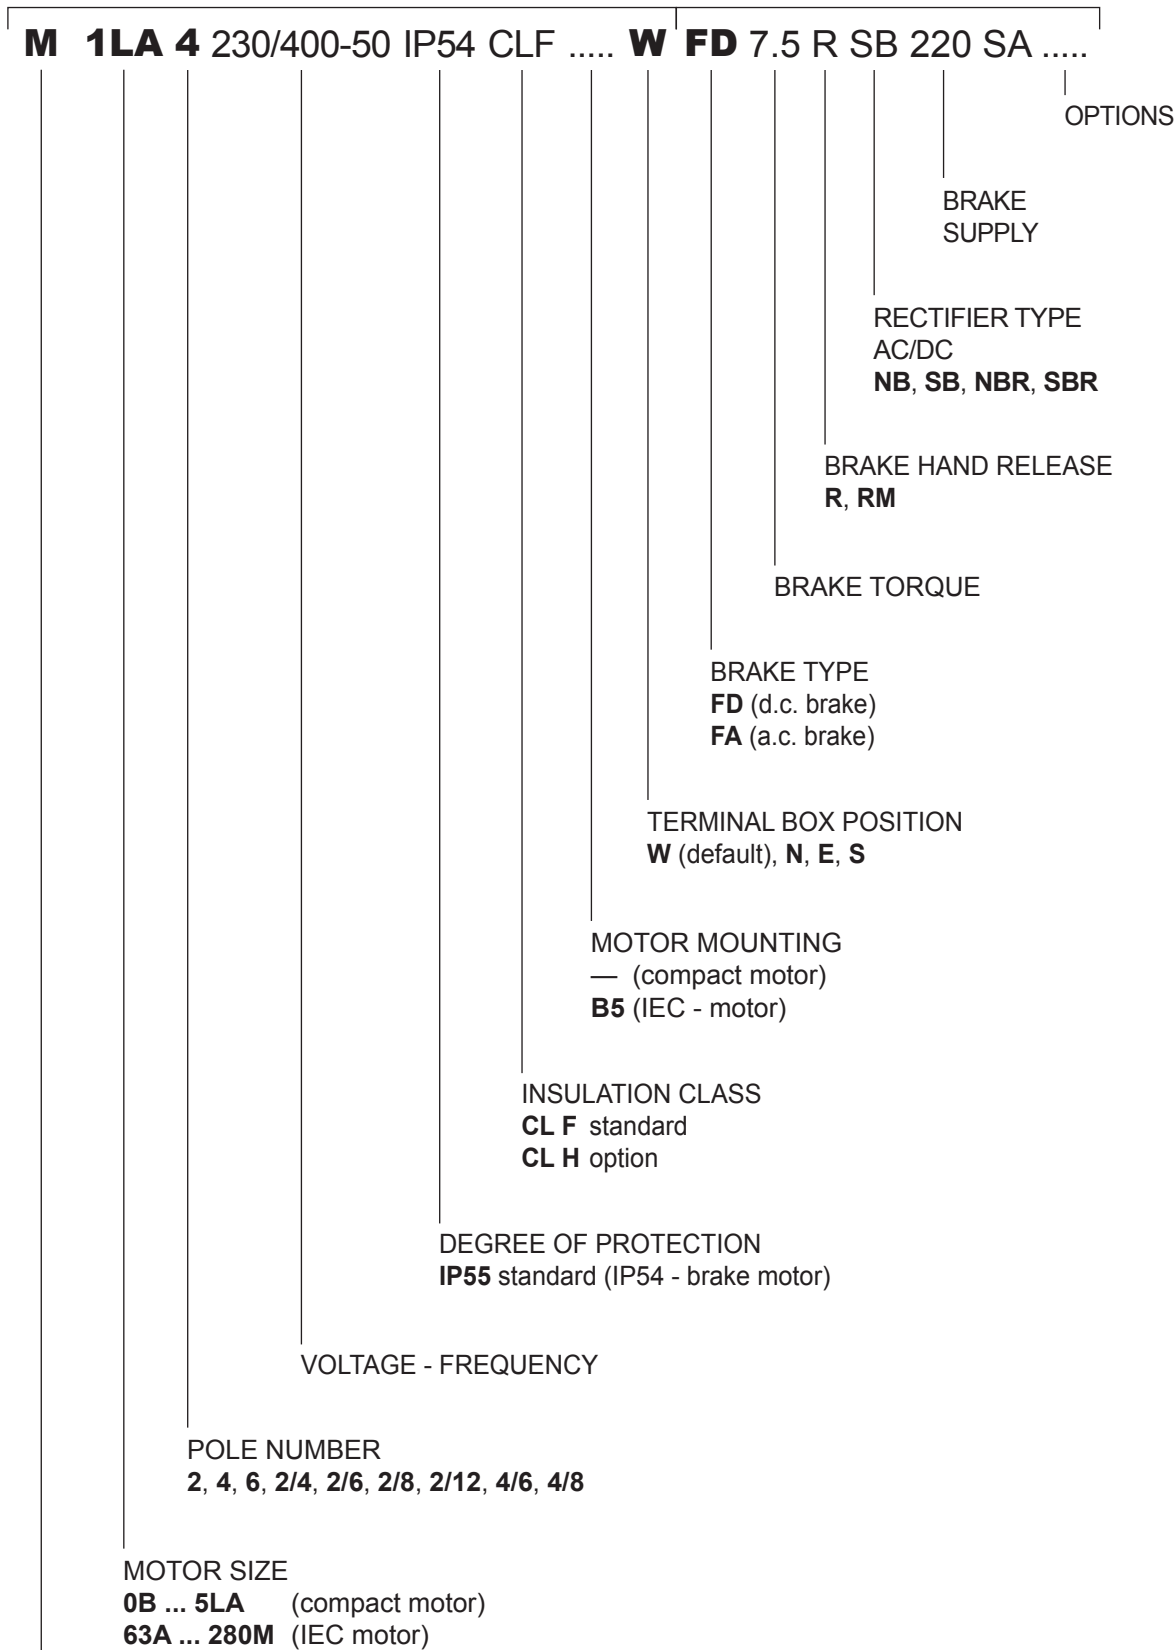 M 1LA 4 230/400-50 IP54 CLF ..... W FD 7.5 R SB 220 SA .....
OPTIONS
BRAKE
SUPPLY
RECTIFIER TYPE
AC/DC
NB, SB, NBR, SBR
BRAKE HAND RELEASE
R, RM
BRAKE TORQUE
BRAKE TYPE
FD (d.c. brake)
FA (a.c. brake)
TERMINAL BOX POSITION
W (default), N, E, S
MOTOR MOUNTING
— (compact motor)
B5 (IEC - motor)
INSULATION CLASS
CL F standard
CL H option
DEGREE OF PROTECTION
IP55 standard (IP54 - brake motor)
VOLTAGE - FREQUENCY
POLE NUMBER
2, 4, 6, 2/4, 2/6, 2/8, 2/12, 4/6, 4/8
MOTOR SIZE
0B ... 5LA (compact motor)
63A ... 280M (IEC motor)